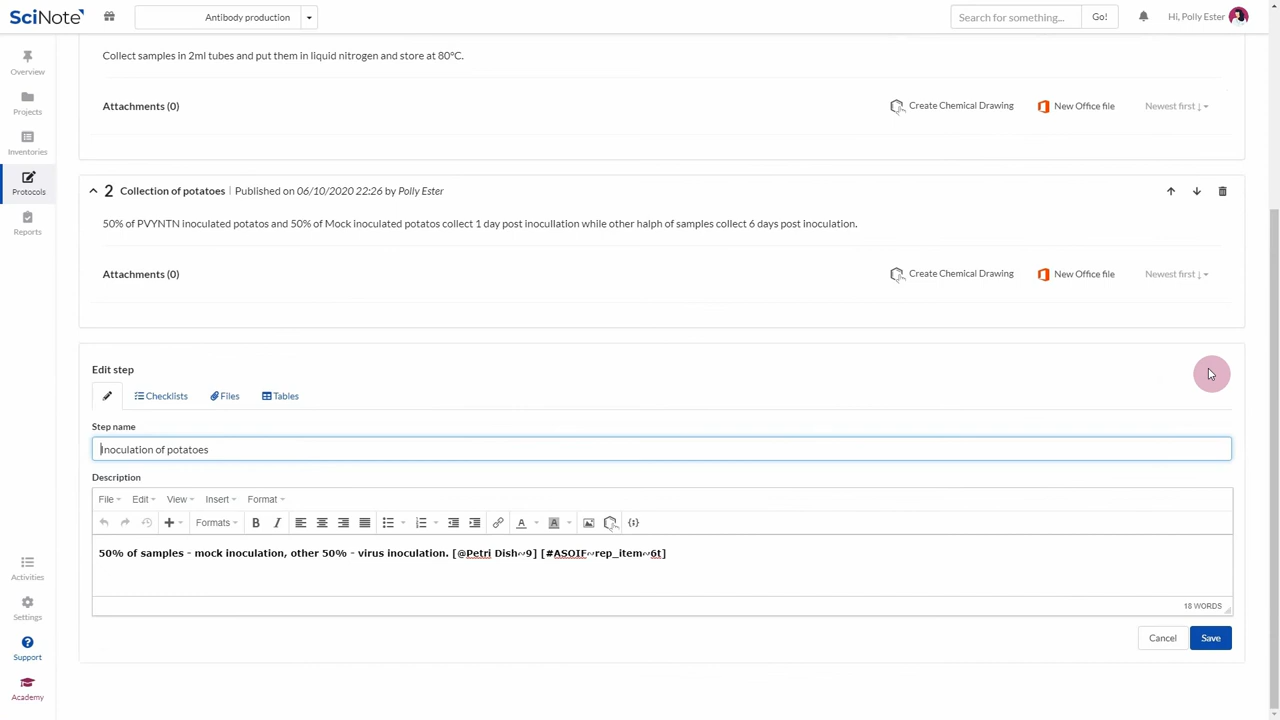 SciNote
Antibody production
Search for something...
Go!
Hi, Polly Ester
Overview
Projects
Inventories
Protocols
Reports
Activities
Settings
Support
Academy
Collect samples in 2ml tubes and put them in liquid nitrogen and store at 80°C.
Attachments (0)
Create Chemical Drawing
New Office file
Newest first ↓
2 Collection of potatoes | Published on 06/10/2020 22:26 by Polly Ester
50% of PVYNTN inoculated potatos and 50% of Mock inoculated potatos collect 1 day post inocullation while other halph of samples collect 6 days post inoculation.
Attachments (0)
Create Chemical Drawing
New Office file
Newest first ↓
Edit step
Checklists
Files
Tables
Step name
Inoculation of potatoes
Description
File Edit View Insert Format
Formats B I A A
50% of samples - mock inoculation, other 50% - virus inoculation. [@Petri Dish~9] [#ASOIF~rep_item~6t]
18 WORDS
Cancel
Save